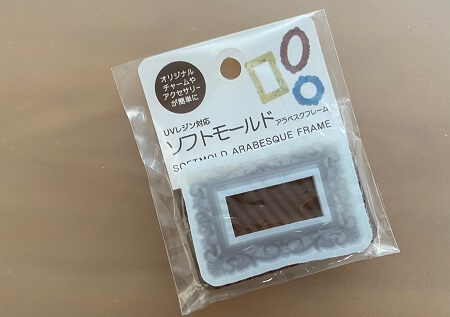 オリジナル
チャームや
アクセサリーが
簡単に
UVレジン対応
ソフトモールド アラベスクフレーム
SOFTMOLD ARABESQUE FRAME